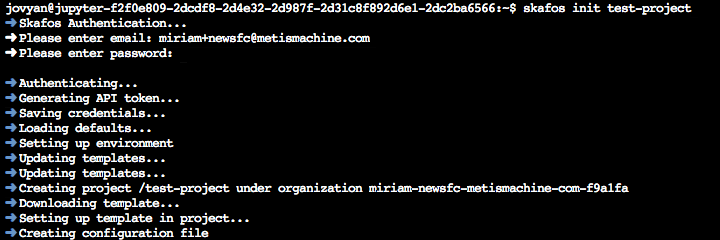 jovyan@jupyter-f2f0e809-2dcdf8-2d4e32-2d987f-2d31c8f892d6e1-2dc2ba6566:~$ skafos init test-project
➔Skafos Authentication...
➔Please enter email: miriam+newsfc@metismachine.com
➔Please enter password:
➔Authenticating...
➔Generating API token...
➔Saving credentials...
➔Loading defaults...
➔Setting up environment
➔Updating templates...
➔Updating templates...
➔Creating project /test-project under organization miriam-newsfc-metismachine-com-f9a1fa
➔Downloading template...
➔Setting up template in project...
➔Creating configuration file